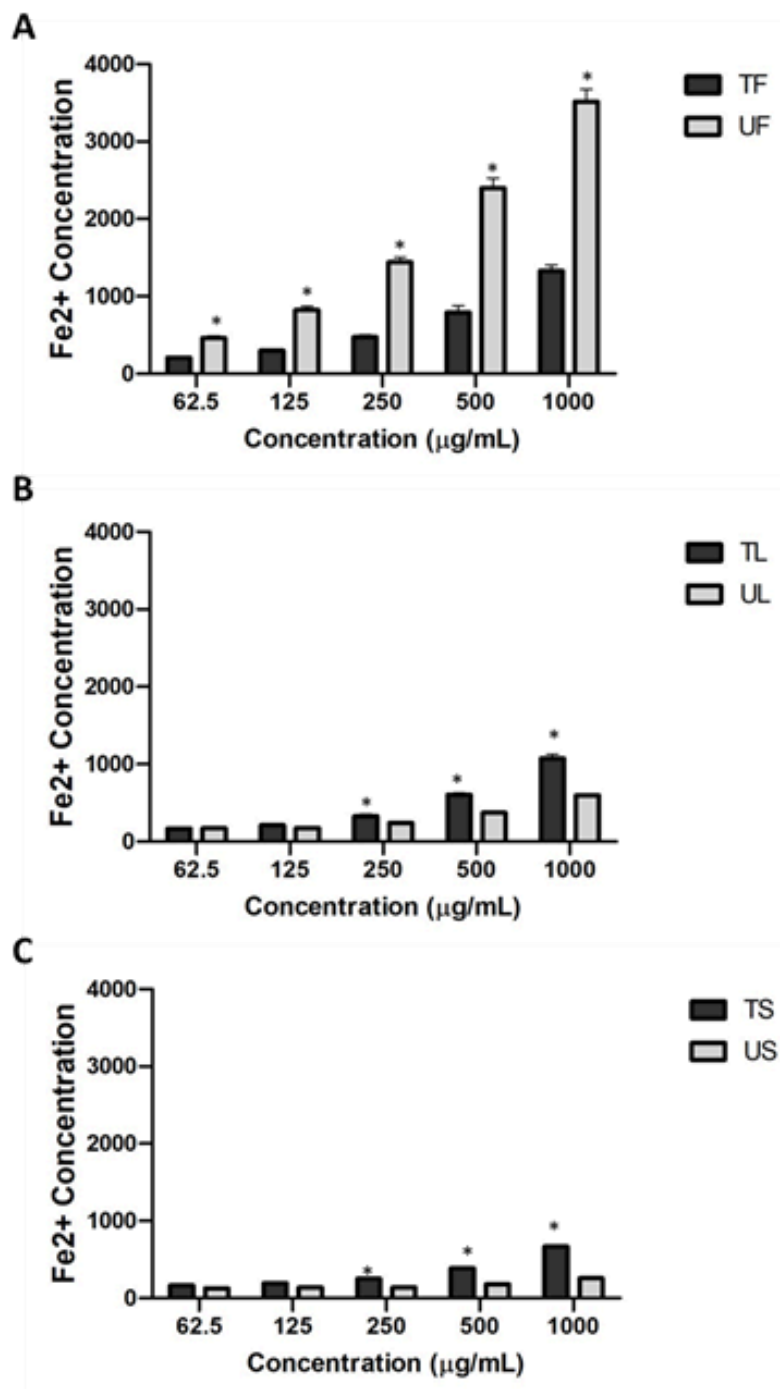 A
Fe2+ Concentration
4000
3000
2000
1000
0
*
*
*
*
*
62.5 125 250 500 1000
Concentration (μg/mL)
TF
UF
B
Fe2+ Concentration
4000
3000
2000
1000
0
*
*
*
62.5 125 250 500 1000
Concentration (μg/mL)
TL
UL
C
Fe2+ Concentration
4000
3000
2000
1000
0
*
*
*
62.5 125 250 500 1000
Concentration (μg/mL)
TS
US